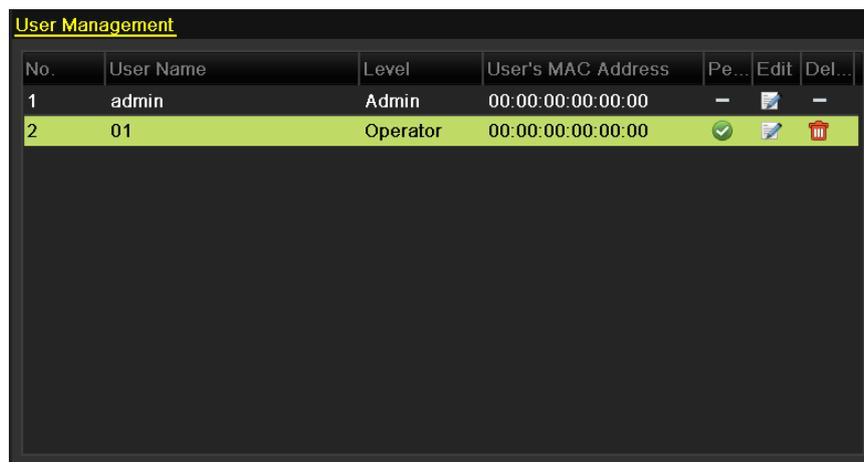 User Management
No. User Name Level User's MAC Address Pe... Edit Del...
1 admin Admin 00:00:00:00:00:00 –
2 01 Operator 00:00:00:00:00:00